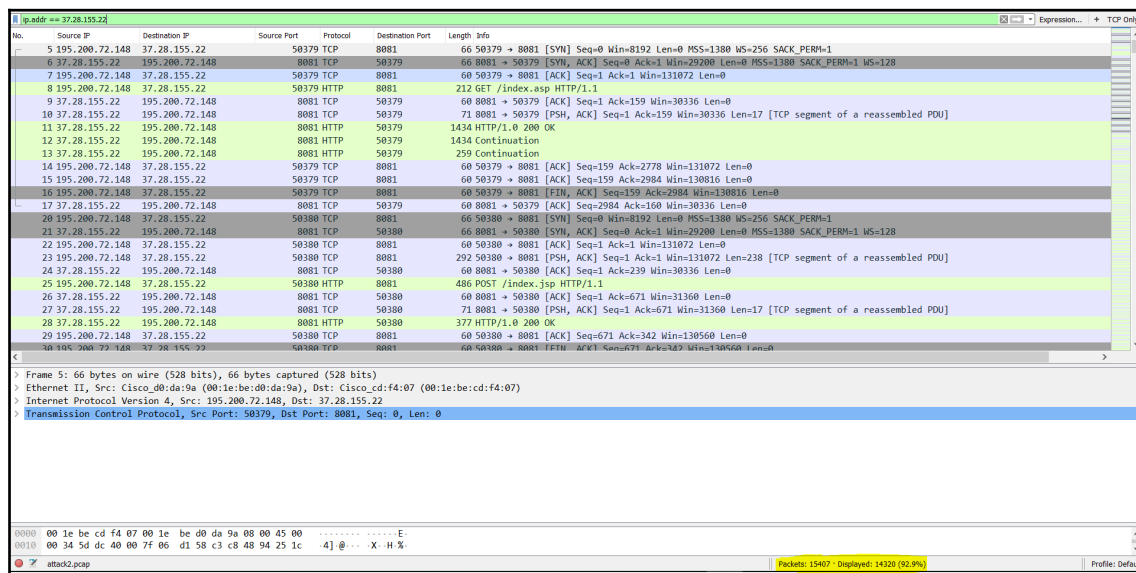 ip.addr == 37.28.155.22 Expression... + TCP Only
No. Source IP Destination IP Source Port Protocol Destination Port Length Info
5 195.200.72.148 37.28.155.22 50379 TCP 8081 66 50379 → 8081 [SYN] Seq=0 Win=8192 Len=0 MSS=1380 WS=256 SACK_PERM=1
6 37.28.155.22 195.200.72.148 8081 TCP 50379 66 8081 → 50379 [SYN, ACK] Seq=0 Ack=1 Win=29200 Len=0 MSS=1380 SACK_PERM=1 WS=128
7 195.200.72.148 37.28.155.22 50379 TCP 8081 60 50379 → 8081 [ACK] Seq=1 Ack=1 Win=131072 Len=0
8 195.200.72.148 37.28.155.22 50379 HTTP 8081 212 GET /index.asp HTTP/1.1
9 37.28.155.22 195.200.72.148 8081 TCP 50379 60 8081 → 50379 [ACK] Seq=1 Ack=159 Win=30336 Len=0
10 37.28.155.22 195.200.72.148 8081 TCP 50379 71 8081 → 50379 [PSH, ACK] Seq=1 Ack=159 Win=30336 Len=17 [TCP segment of a reassembled PDU]
11 37.28.155.22 195.200.72.148 8081 HTTP 50379 1434 HTTP/1.0 200 OK
12 37.28.155.22 195.200.72.148 8081 HTTP 50379 1434 Continuation
13 37.28.155.22 195.200.72.148 8081 HTTP 50379 259 Continuation
14 195.200.72.148 37.28.155.22 50379 TCP 8081 60 50379 → 8081 [ACK] Seq=159 Ack=2778 Win=131072 Len=0
15 195.200.72.148 37.28.155.22 50379 TCP 8081 60 50379 → 8081 [ACK] Seq=159 Ack=2984 Win=130816 Len=0
16 195.200.72.148 37.28.155.22 50379 TCP 8081 60 50379 → 8081 [FIN, ACK] Seq=159 Ack=2984 Win=130816 Len=0
17 37.28.155.22 195.200.72.148 8081 TCP 50379 60 8081 → 50379 [ACK] Seq=2984 Ack=160 Win=30336 Len=0
20 195.200.72.148 37.28.155.22 50380 TCP 8081 66 50380 → 8081 [SYN] Seq=0 Win=8192 Len=0 MSS=1380 WS=256 SACK_PERM=1
21 37.28.155.22 195.200.72.148 8081 TCP 50380 66 8081 → 50380 [SYN, ACK] Seq=0 Ack=1 Win=29200 Len=0 MSS=1380 SACK_PERM=1 WS=128
22 195.200.72.148 37.28.155.22 50380 TCP 8081 60 50380 → 8081 [ACK] Seq=1 Ack=1 Win=131072 Len=0
23 195.200.72.148 37.28.155.22 50380 TCP 8081 292 50380 → 8081 [PSH, ACK] Seq=1 Ack=1 Win=131072 Len=238 [TCP segment of a reassembled PDU]
24 37.28.155.22 195.200.72.148 8081 TCP 50380 60 8081 → 50380 [ACK] Seq=1 Ack=239 Win=30336 Len=0
25 195.200.72.148 37.28.155.22 50380 HTTP 8081 486 POST /index.jsp HTTP/1.1
26 37.28.155.22 195.200.72.148 8081 TCP 50380 60 8081 → 50380 [ACK] Seq=1 Ack=671 Win=31360 Len=0
27 37.28.155.22 195.200.72.148 8081 TCP 50380 71 8081 → 50380 [PSH, ACK] Seq=1 Ack=671 Win=31360 Len=17 [TCP segment of a reassembled PDU]
28 37.28.155.22 195.200.72.148 8081 HTTP 50380 377 HTTP/1.0 200 OK
29 195.200.72.148 37.28.155.22 50380 TCP 8081 60 50380 → 8081 [ACK] Seq=671 Ack=342 Win=130560 Len=0
30 195.200.72.148 37.28.155.22 50380 TCP 8081 60 50380 → 8081 [FIN, ACK] Seq=671 Ack=342 Win=130560 Len=0
> Frame 5: 66 bytes on wire (528 bits), 66 bytes captured (528 bits)
> Ethernet II, Src: Cisco_d0:da:9a (00:1e:be:d0:da:9a), Dst: Cisco_cd:f4:07 (00:1e:be:cd:f4:07)
> Internet Protocol Version 4, Src: 195.200.72.148, Dst: 37.28.155.22
> Transmission Control Protocol, Src Port: 50379, Dst Port: 8081, Seq: 0, Len: 0
0000 00 1e be cd f4 07 00 1e be d0 da 9a 08 00 45 00 ········ ······E·
0010 00 34 5d dc 40 00 7f 06 d1 58 c3 c8 48 94 25 1c ·4]·@··· ·X··H·%·
attack2.pcap Packets: 15407 · Displayed: 14320 (92.9%) Profile: Defau